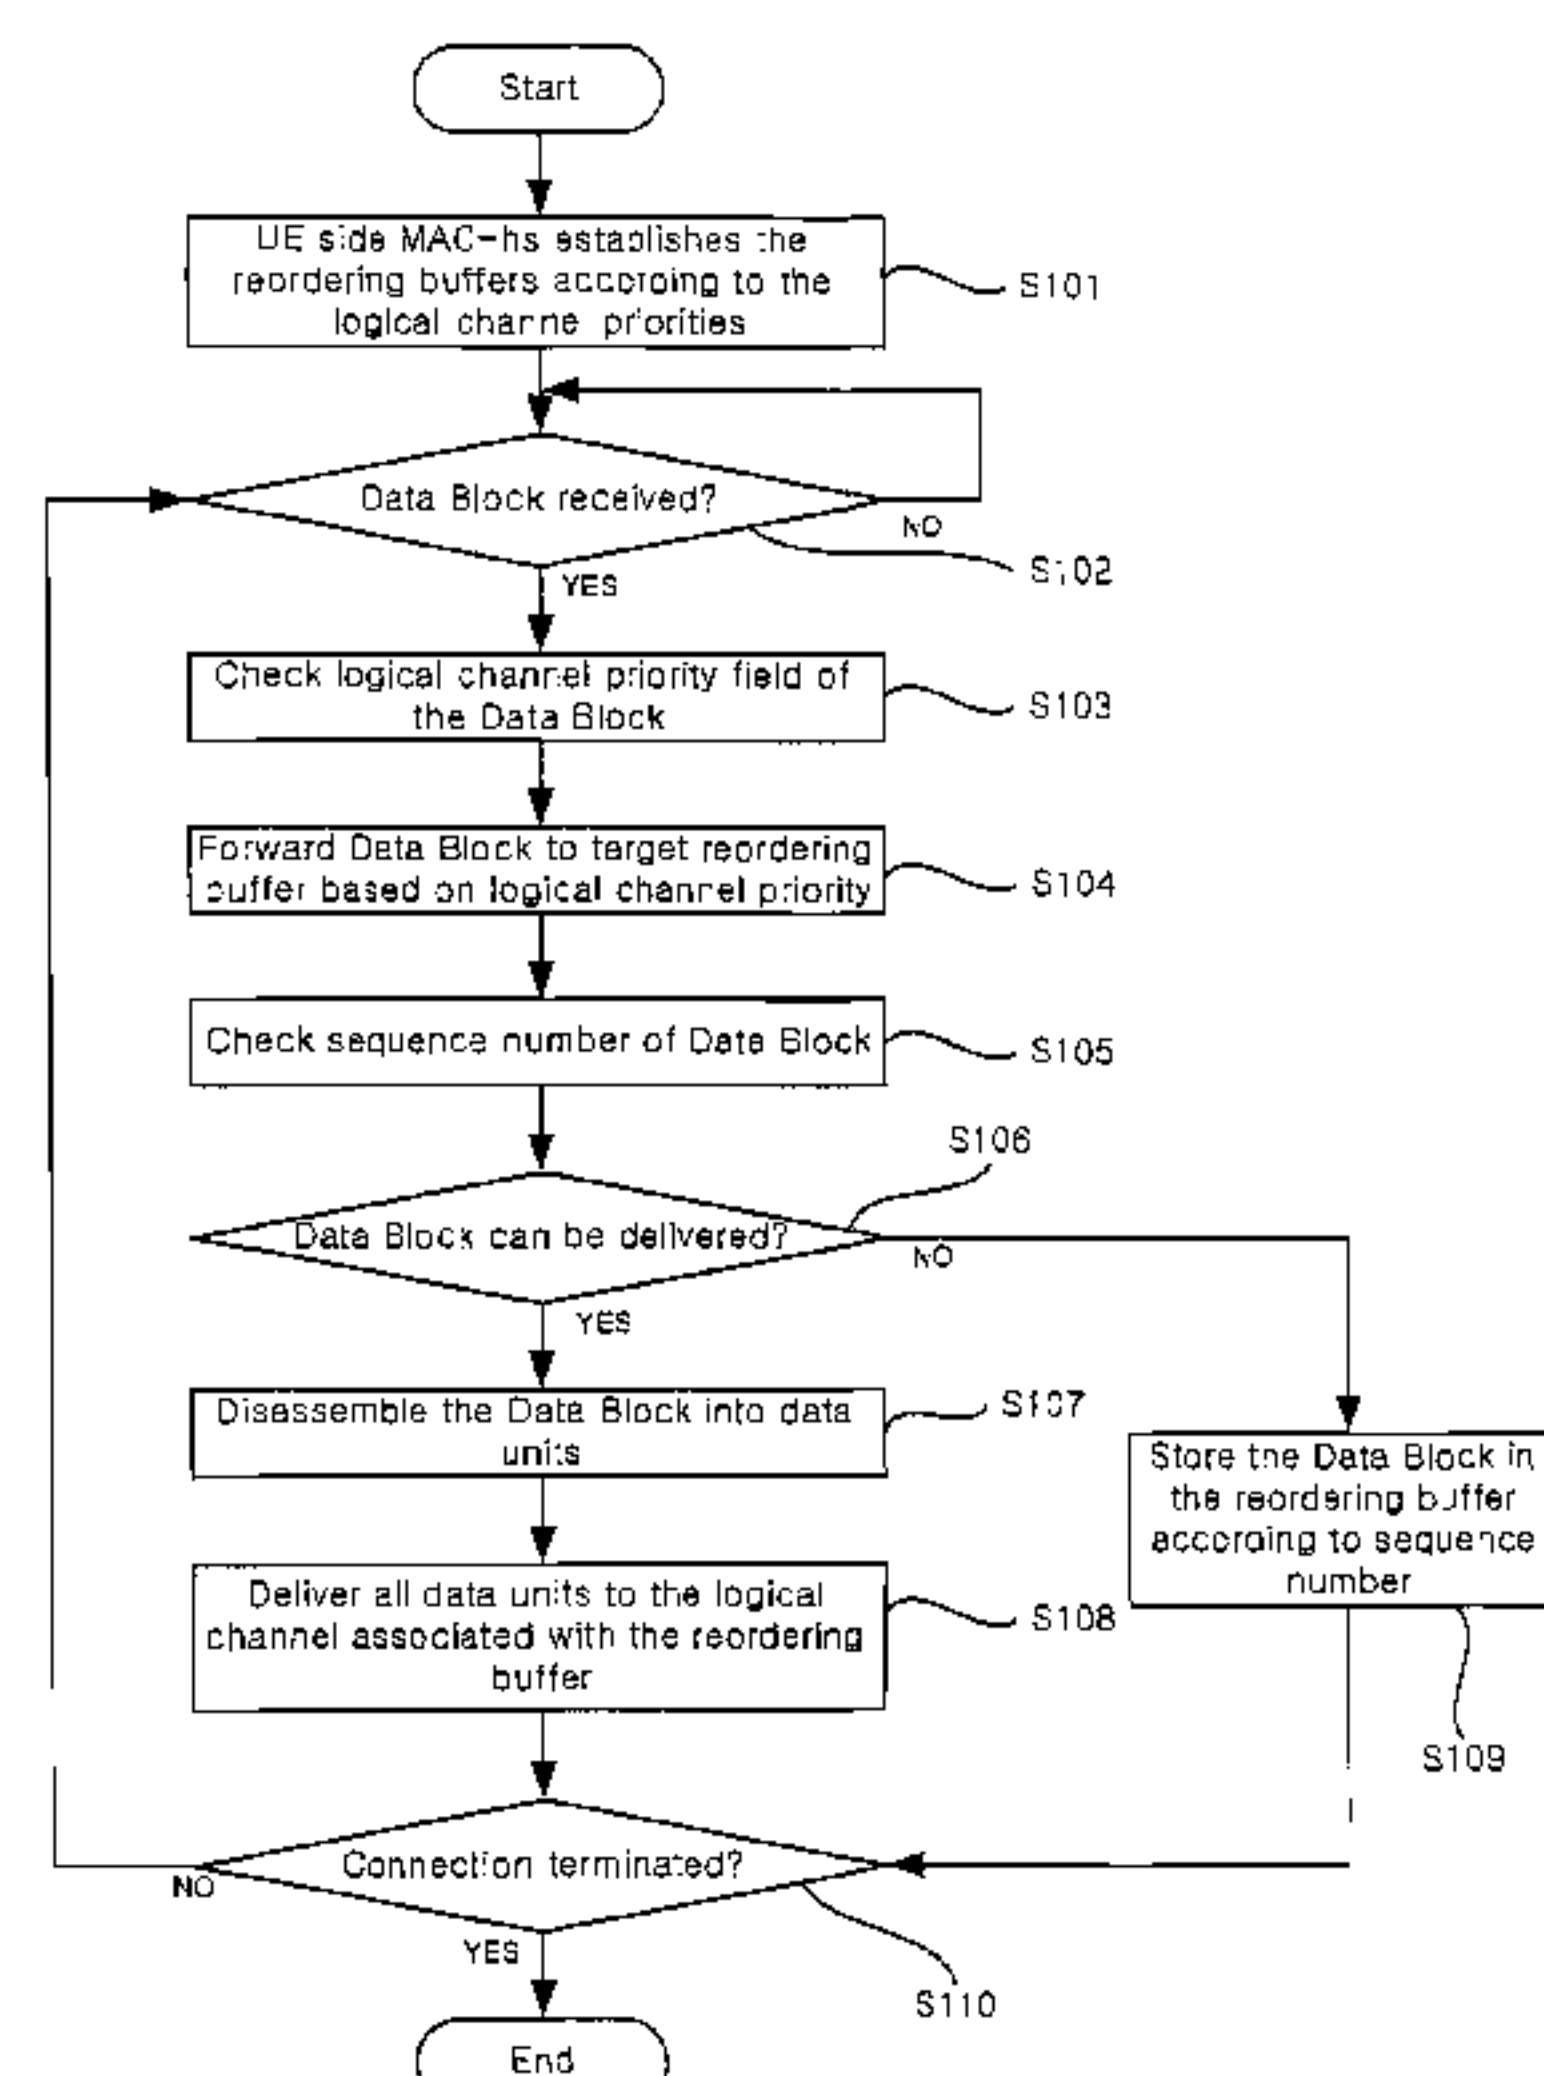 Start
UE side MAC-hs establishes the
reordering buffers according to the
logical channel priorities
S101
Data Block received?
NO
S102
YES
Check logical channel priority field of
the Data Block
S103
Forward Data Block to target reordering
buffer based on logical channel priority
S104
Check sequence number of Data Block
S105
S106
Data Block can be delivered?
NO
YES
Disassemble the Data Block into data
units
S107
Store the Data Block in
the reordering buffer
according to sequence
number
Deliver all data units to the logical
channel associated with the reordering
buffer
S108
S109
Connection terminated?
NO
YES
S110
End